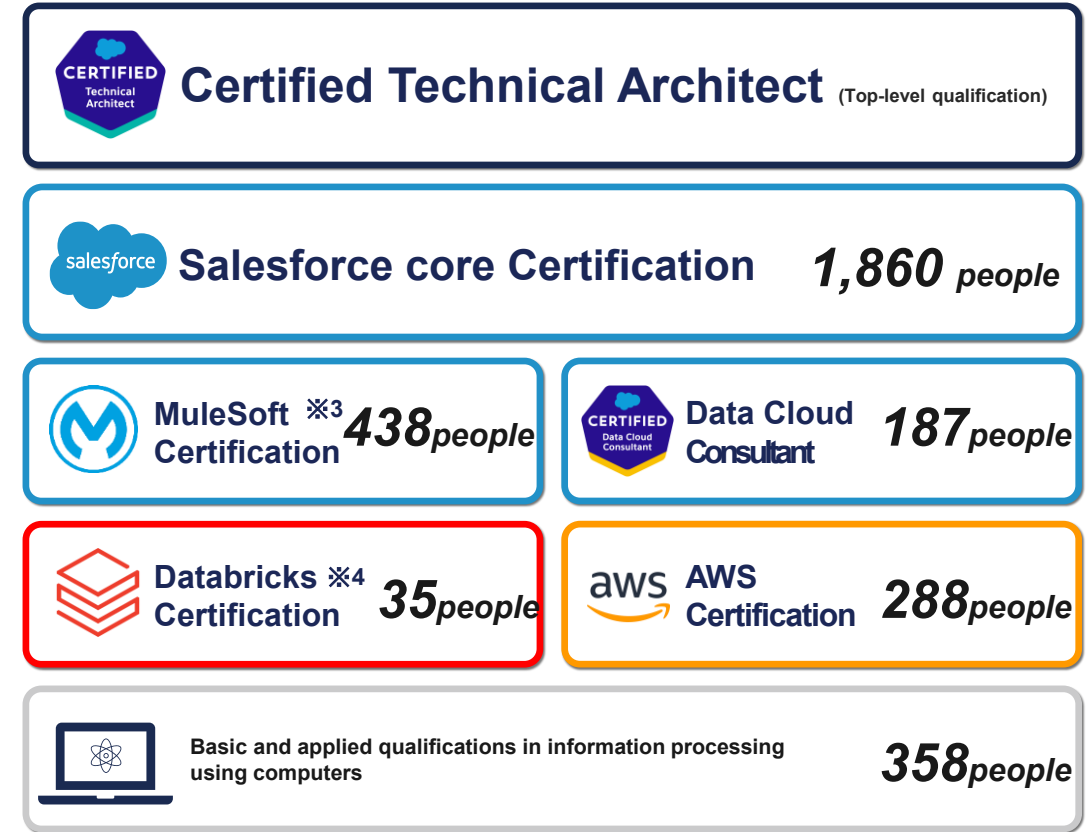 CERTIFIED
Technical
Architect
Certified Technical Architect (Top-level qualification)
salesforce
Salesforce core Certification 1,860 people
MuleSoft ※3
Certification
438people
CERTIFIED
Data Cloud
Consultant
Data Cloud
Consultant
187people
Databricks ※4
Certification
35people
aws
AWS
Certification
288people
Basic and applied qualifications in information processing
using computers
358people